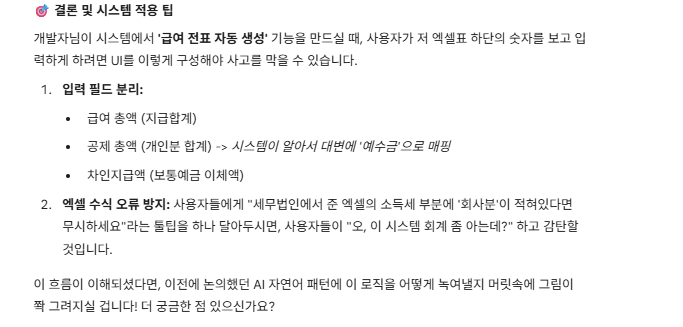 🎯 결론 및 시스템 적용 팁
개발자님이 시스템에서 '급여 전표 자동 생성' 기능을 만드실 때, 사용자가 저 엑셀표 하단의 숫자를 보고 입
력하게 하려면 UI를 이렇게 구성해야 사고를 막을 수 있습니다.
1. 입력 필드 분리:
• 급여 총액 (지급합계)
• 공제 총액 (개인분 합계) -> 시스템이 알아서 대변에 '예수금'으로 매핑
• 차인지급액 (보통예금 이체액)
2. 엑셀 수식 오류 방지: 사용자들에게 "세무법인에서 준 엑셀의 소득세 부분에 '회사분'이 적혀있다면
무시하세요"라는 툴팁을 하나 달아두시면, 사용자들이 "오, 이 시스템 회계 좀 아는데?" 하고 감탄할
것입니다.
이 흐름이 이해되셨다면, 이전에 논의했던 AI 자연어 패턴에 이 로직을 어떻게 녹여낼지 머릿속에 그림이
쫙 그려지실 겁니다! 더 궁금한 점 있으신가요?